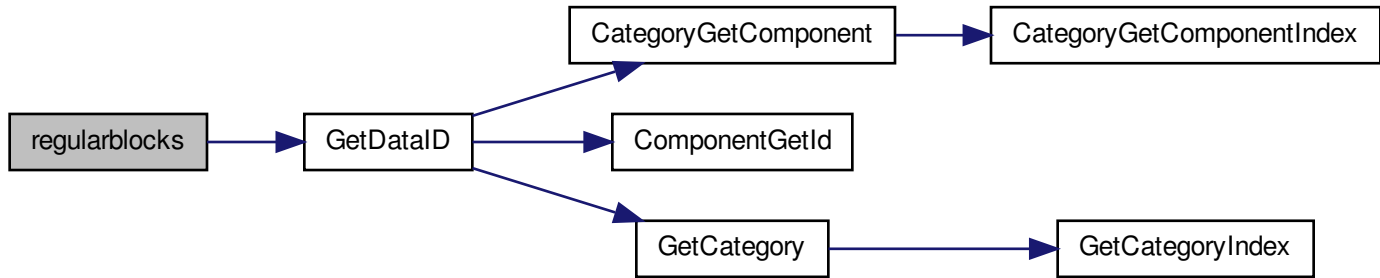 CategoryGetComponent
CategoryGetComponentIndex
regularblocks
GetDataID
ComponentGetId
GetCategory
GetCategoryIndex